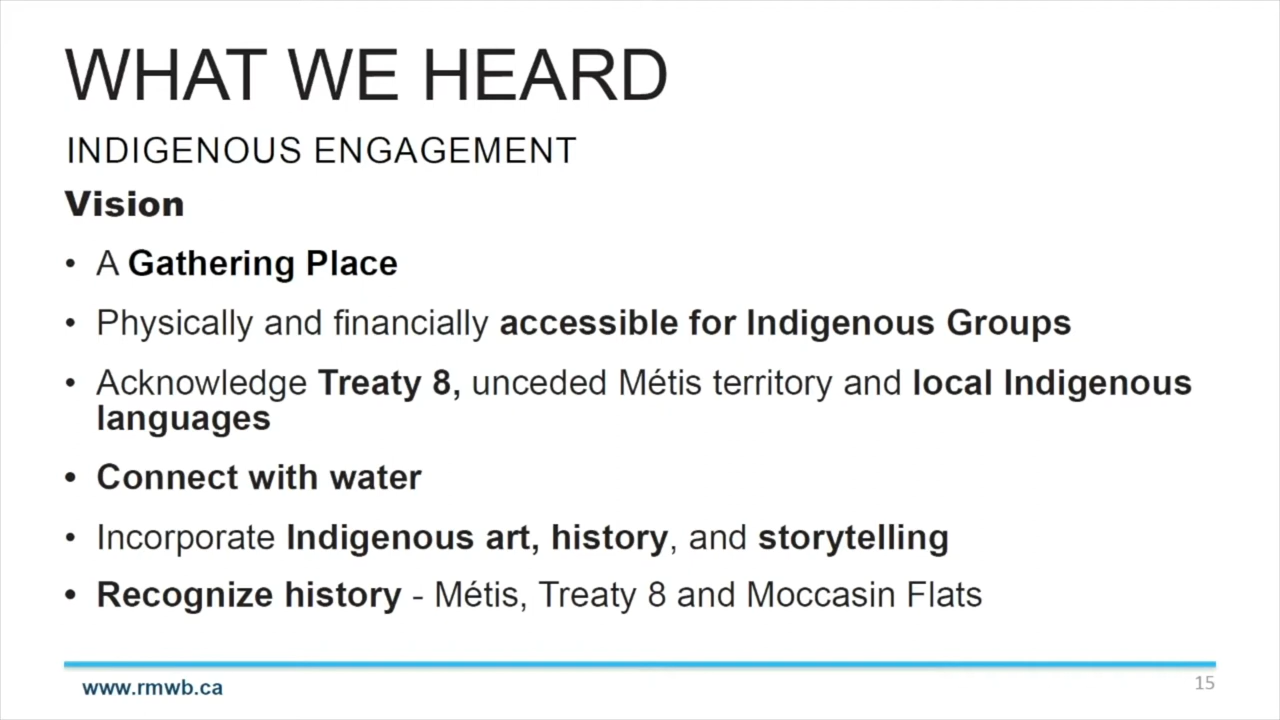 WHAT WE HEARD
INDIGENOUS ENGAGEMENT
Vision
• A Gathering Place
• Physically and financially accessible for Indigenous Groups
• Acknowledge Treaty 8, unceded Métis territory and local Indigenous
languages
• Connect with water
• Incorporate Indigenous art, history, and storytelling
• Recognize history - Métis, Treaty 8 and Moccasin Flats
www.rmwb.ca
15